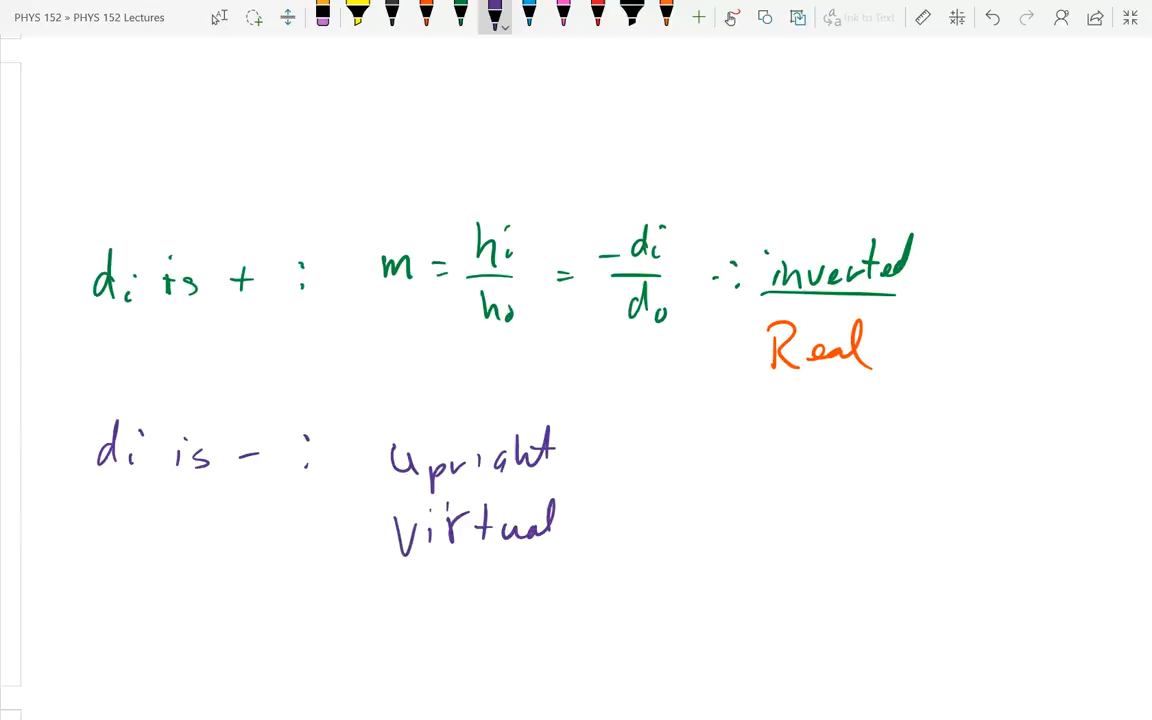 PHYS 152 » PHYS 152 Lectures
Ink to Text
di is + : m = hi/ho = -di/do ∴ inverted
Real
di is - : upright
Virtual